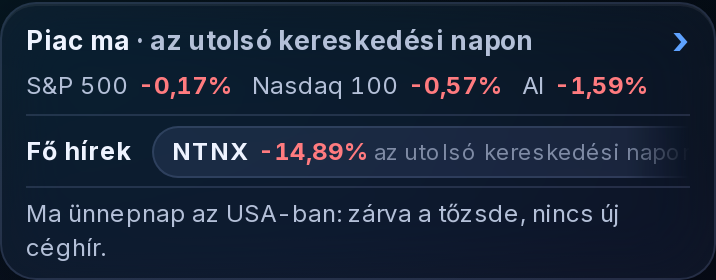 Piac ma · az utolsó kereskedési napon
S&P 500 -0,17% Nasdaq 100 -0,57% AI -1,59%
Fő hírek NTNX -14,89% az utolsó kereskedési napon
Ma ünnepnap az USA-ban: zárva a tőzsde, nincs új
céghír.